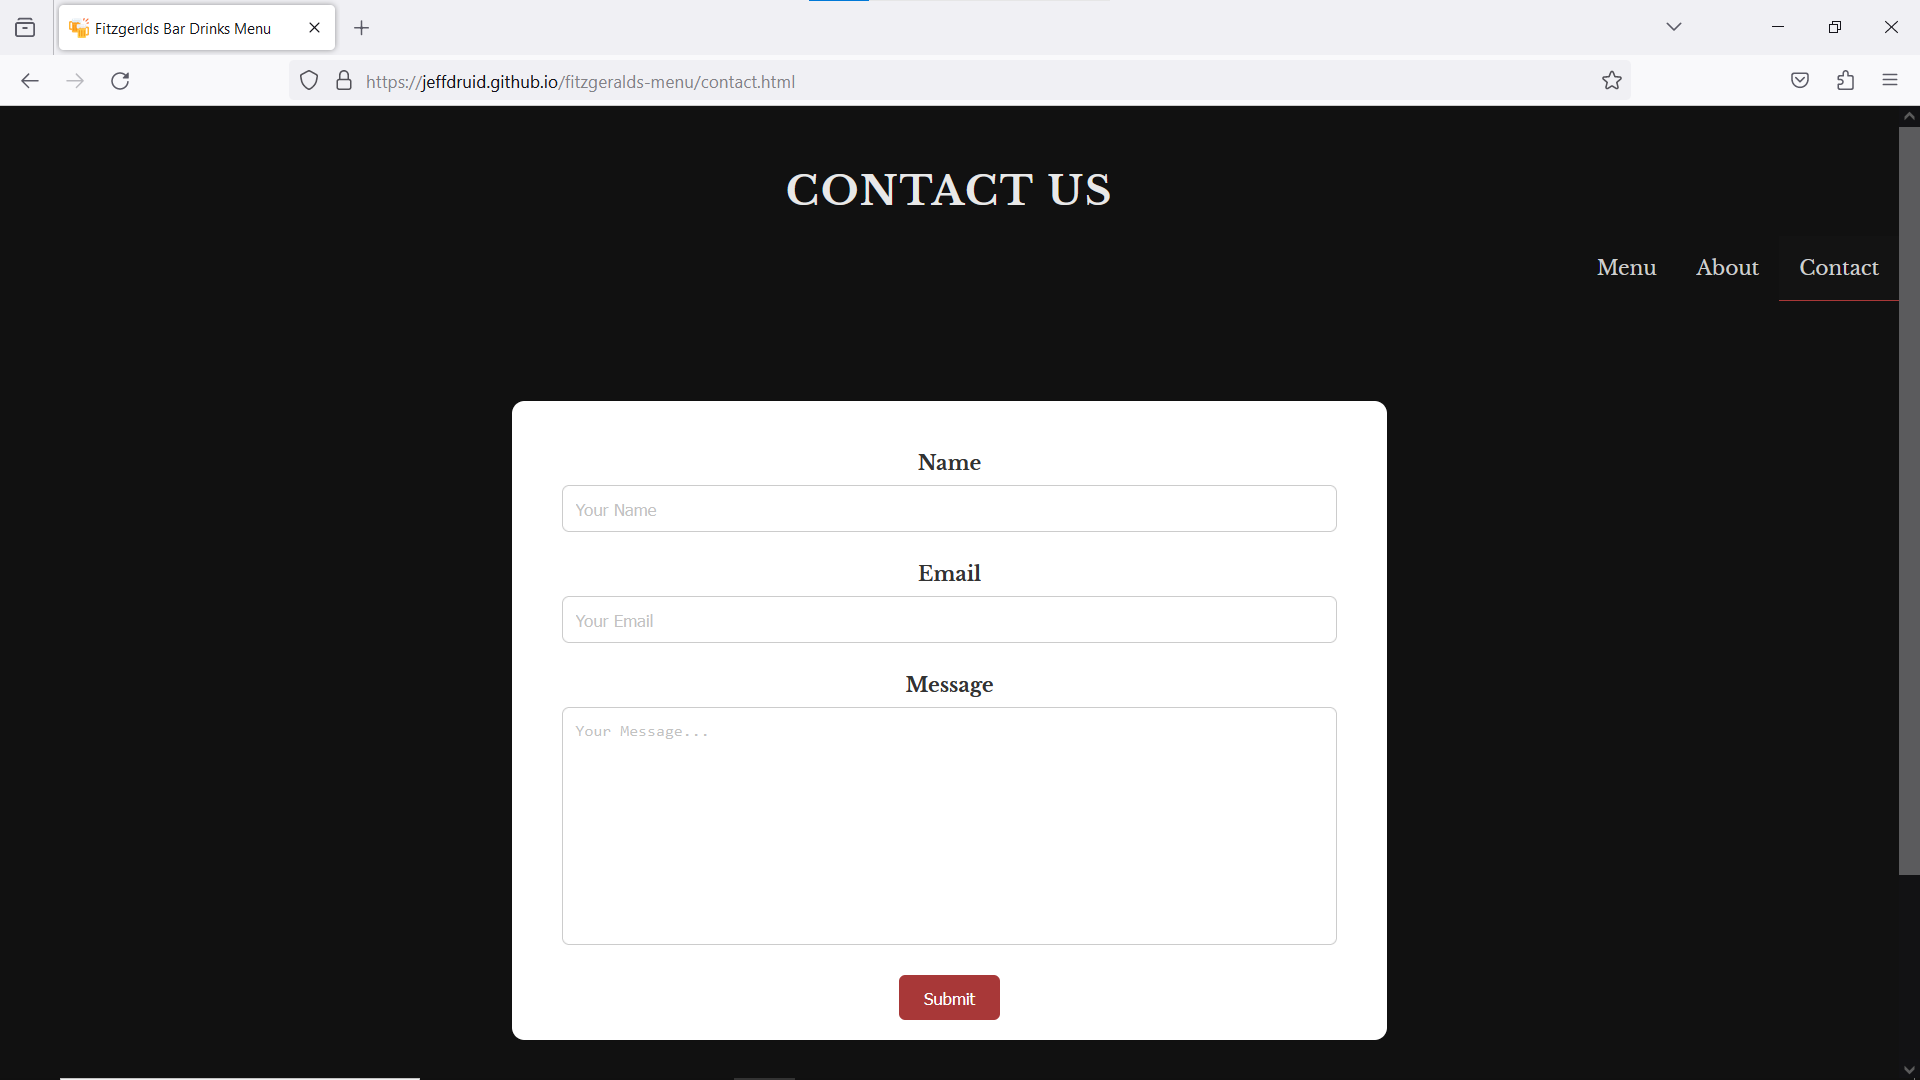 Fitzgerlds Bar Drinks Menu
https://jeffdruid.github.io/fitzgeralds-menu/contact.html
CONTACT US
Menu About Contact
Name
Your Name
Email
Your Email
Message
Your Message...
Submit